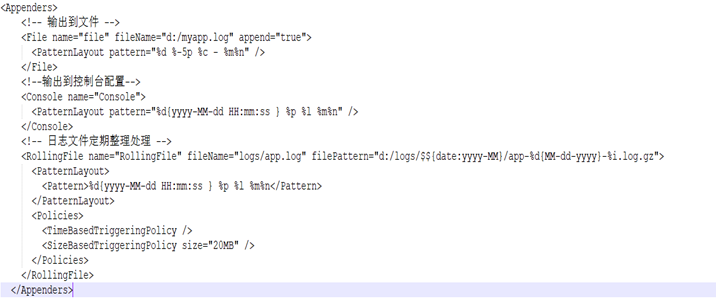 <Appenders>
<!-- 输出到文件 -->
<File name="file" fileName="d:/myapp.log" append="true">
<PatternLayout pattern="%d %-5p %c - %m%n" />
</File>
<!--输出到控制台配置-->
<Console name="Console">
<PatternLayout pattern="%d{yyyy-MM-dd HH:mm:ss } %p %l %m%n" />
</Console>
<!-- 日志文件定期整理处理 -->
<RollingFile name="RollingFile" fileName="logs/app.log" filePattern="d:/logs/$${date:yyyy-MM}/app-%d{MM-dd-yyyy}-%i.log.gz">
<PatternLayout>
<Pattern>%d{yyyy-MM-dd HH:mm:ss } %p %l %m%n</Pattern>
</PatternLayout>
<Policies>
<TimeBasedTriggeringPolicy />
<SizeBasedTriggeringPolicy size="20MB" />
</Policies>
</RollingFile>
</Appenders>